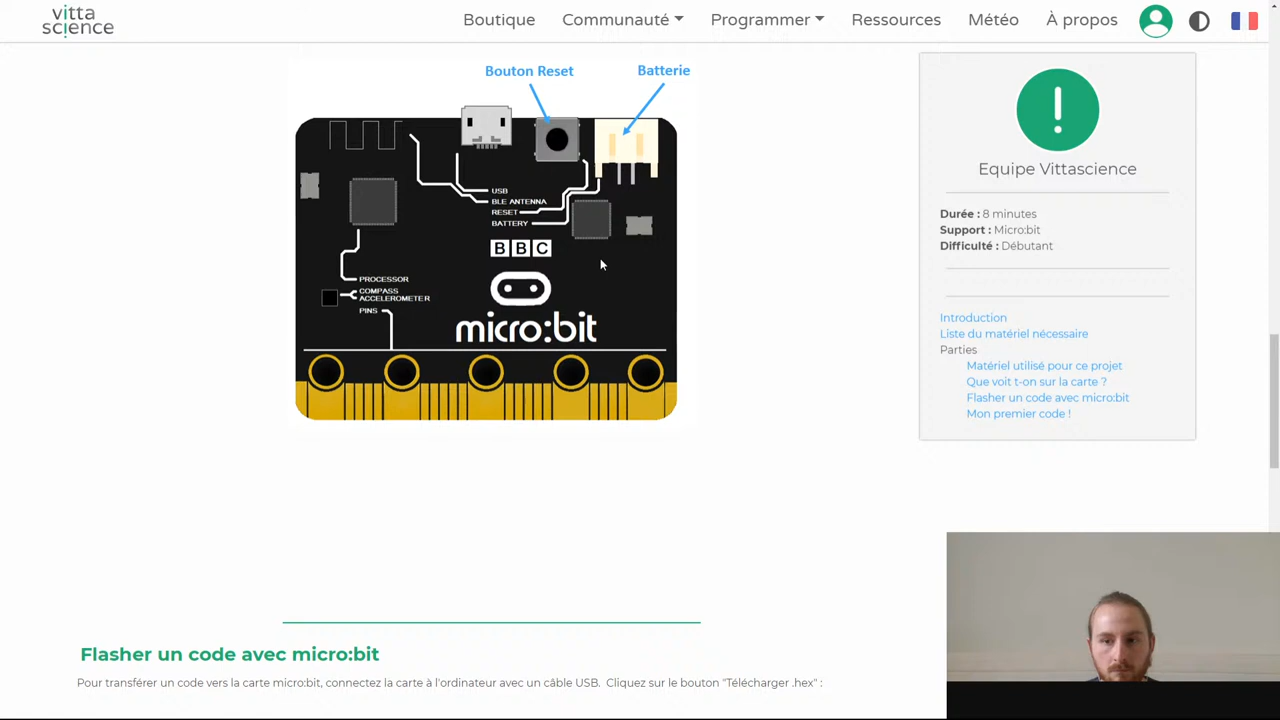 vitta
science
Boutique Communauté Programmer Ressources Météo À propos
Bouton Reset Batterie
USB
BLE ANTENNA
RESET
BATTERY
BBC
PROCESSOR
COMPASS
ACCELEROMETER
PINS
micro:bit
Equipe Vittascience
Durée : 8 minutes
Support : Micro:bit
Difficulté : Débutant
Introduction
Liste du matériel nécessaire
Parties
Matériel utilisé pour ce projet
Que voit t-on sur la carte ?
Flasher un code avec micro:bit
Mon premier code !
Flasher un code avec micro:bit
Pour transférer un code vers la carte micro:bit, connectez la carte à l'ordinateur avec un câble USB. Cliquez sur le bouton "Télécharger .hex" :